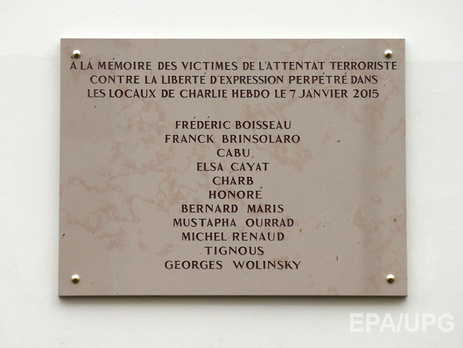 À LA MÉMOIRE DES VICTIMES DE L'ATTENTAT TERRORISTE
CONTRE LA LIBERTÉ D'EXPRESSION PERPÉTRÉ DANS
LES LOCAUX DE CHARLIE HEBDO LE 7 JANVIER 2015
FRÉDÉRIC BOISSEAU
FRANCK BRINSOLARO
CABU
ELSA CAYAT
CHARB
HONORÉ
BERNARD MARIS
MUSTAPHA OURRAD
MICHEL RENAUD
TIGNOUS
GEORGES WOLINSKY
EPA/UPG